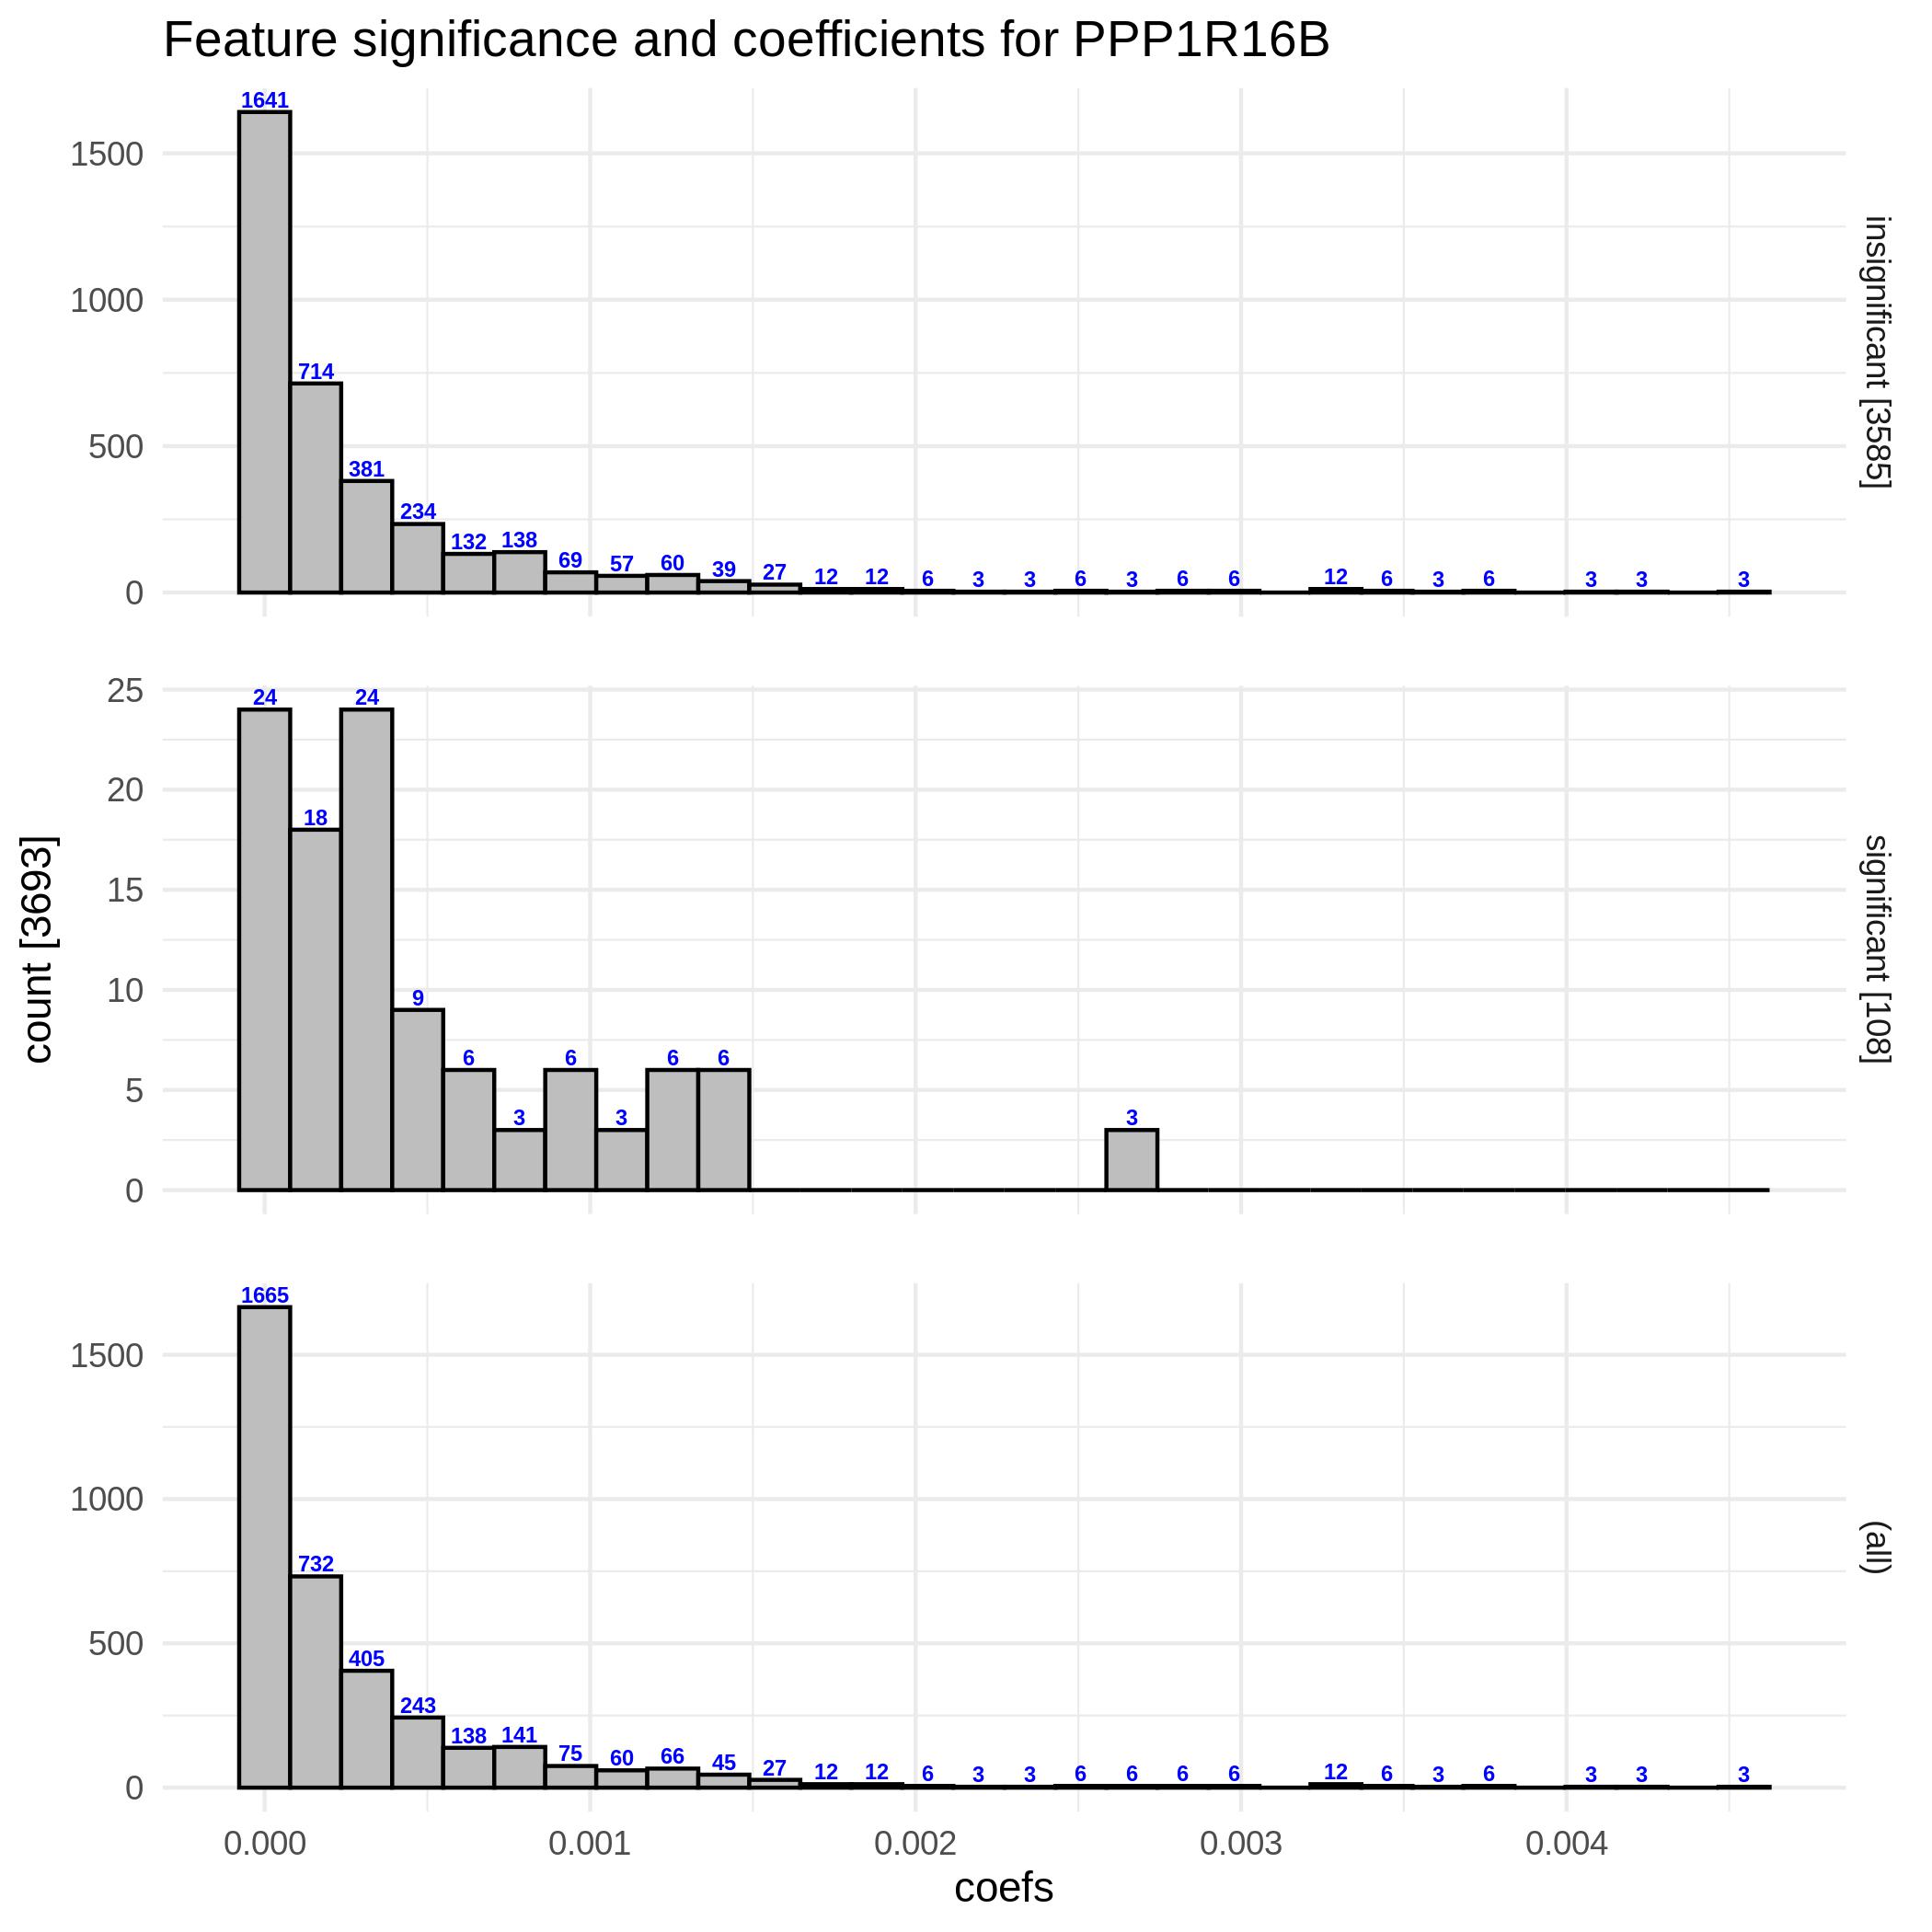 Feature significance and coefficients for PPP1R16B
1641
1500
1000
714
500
381
234
132 138
69 57 60 39 27 12 12 6 3 3 6 3 6 6 12 6 3 6 3 3 3
0
insignificant [3585]
25
24 24
20
18
15
10
9
6 6 6 6
5
3 3 3
0
significant [108]
count [3693]
1665
1500
1000
732
500
405
243
138 141
75 60 66 45 27 12 12 6 3 3 6 6 6 6 12 6 3 6 3 3 3
0
(all)
0.000 0.001 0.002 0.003 0.004
coefs